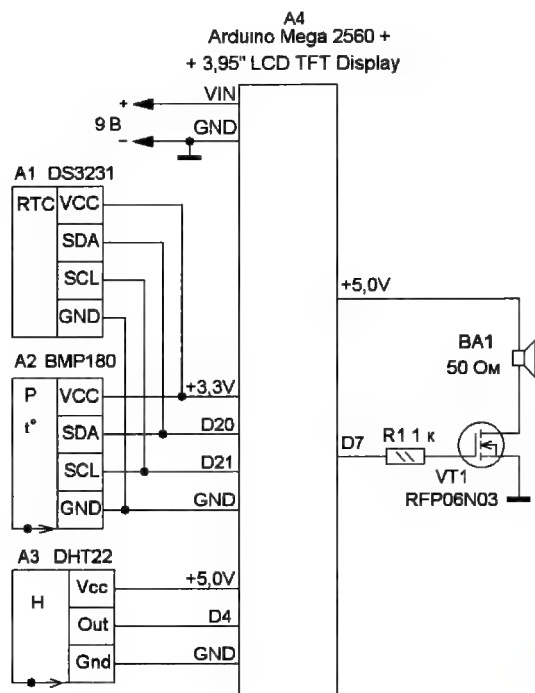 A4
Arduino Mega 2560 +
+ 3,95" LCD TFT Display
VIN
+
9 В
GND
−
A1 DS3231
RTC VCC
SDA
SCL
GND
+5,0V
BA1
50 Ом
A2 BMP180
P VCC +3,3V
t° SDA D20
SCL D21
GND GND
D7 R1 1 к
VT1
RFP06N03
A3 DHT22
H Vcc +5,0V
Out D4
Gnd GND